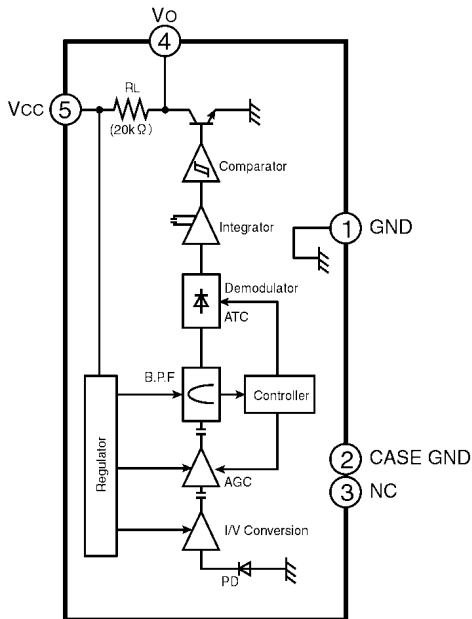 VO
4
VCC
5
RL
(20kΩ)
Comparator
Integrator
1
GND
Demodulator
ATC
B.P.F
Controller
Regulator
2
CASE GND
3
NC
AGC
I/V Conversion
PD